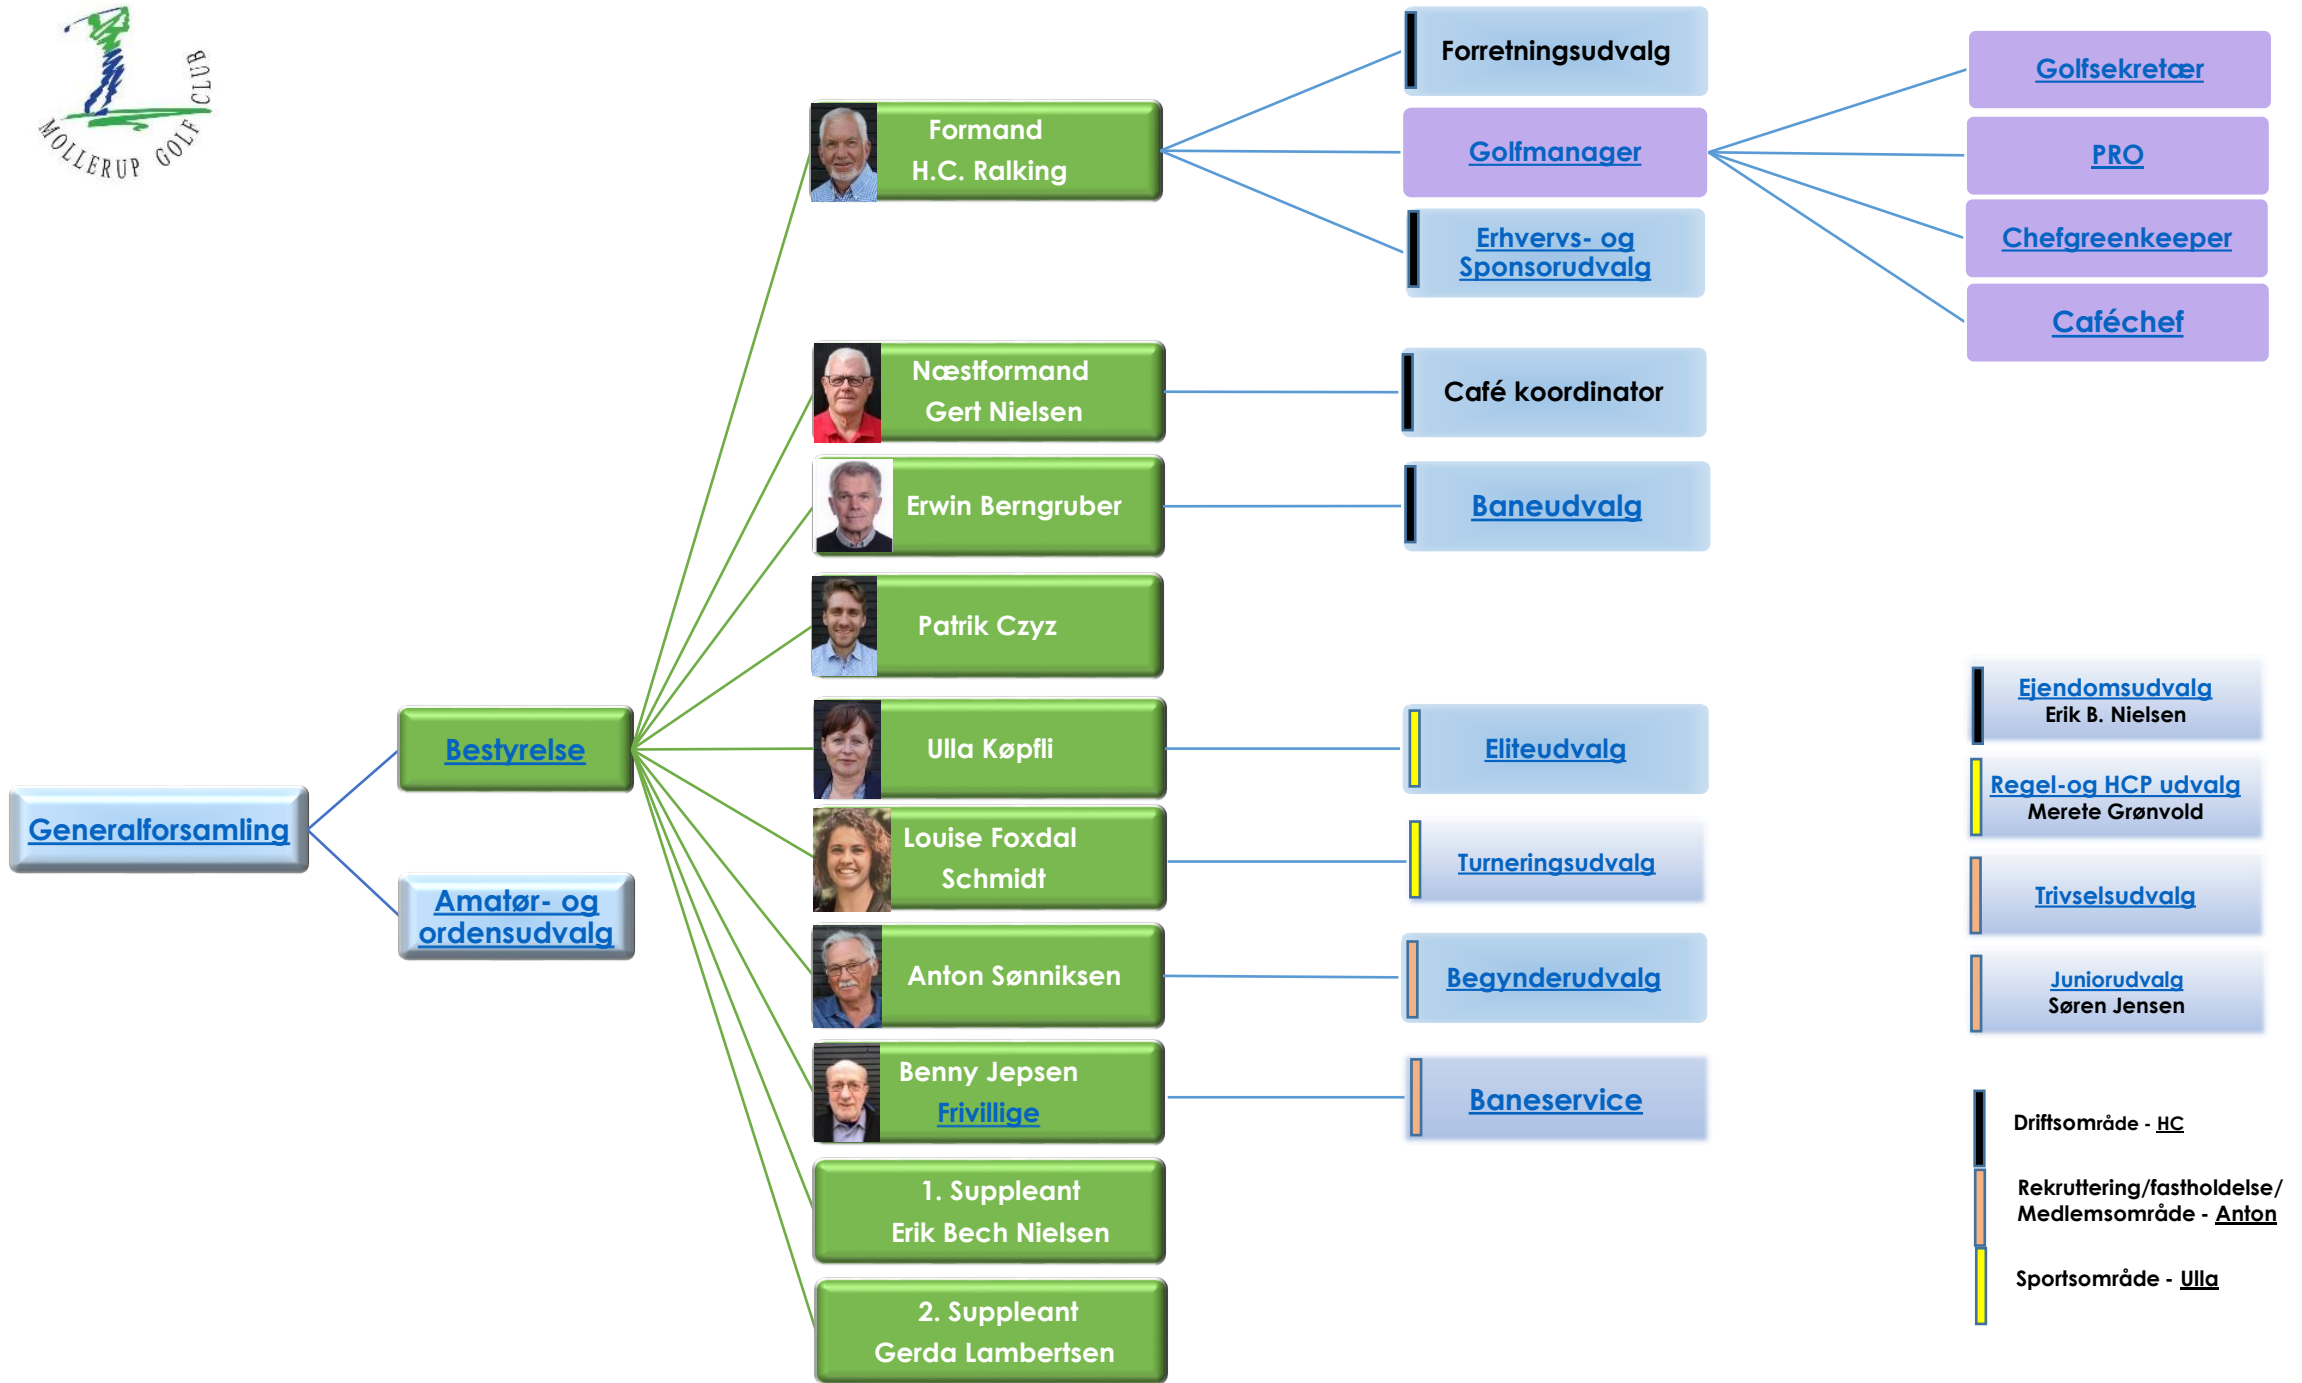 MOLLERUP GOLF CLUB
Formand
H.C. Ralking
Forretningsudvalg
Golfmanager
Erhvervs- og
Sponsorudvalg
Golfsekretær
PRO
Chefgreenkeeper
Caféchef
Næstformand
Gert Nielsen
Café koordinator
Erwin Berngruber
Baneudvalg
Patrik Czyz
Generalforsamling
Bestyrelse
Amatør- og
ordensudvalg
Ulla Køpfli
Eliteudvalg
Louise Foxdal
Schmidt
Turneringsudvalg
Anton Sønniksen
Begynderudvalg
Benny Jepsen
Frivillige
Baneservice
1. Suppleant
Erik Bech Nielsen
2. Suppleant
Gerda Lambertsen
Ejendomsudvalg
Erik B. Nielsen
Regel-og HCP udvalg
Merete Grønvold
Trivselsudvalg
Juniorudvalg
Søren Jensen
Driftsområde - HC
Rekruttering/fastholdelse/
Medlemsområde - Anton
Sportsområde - Ulla